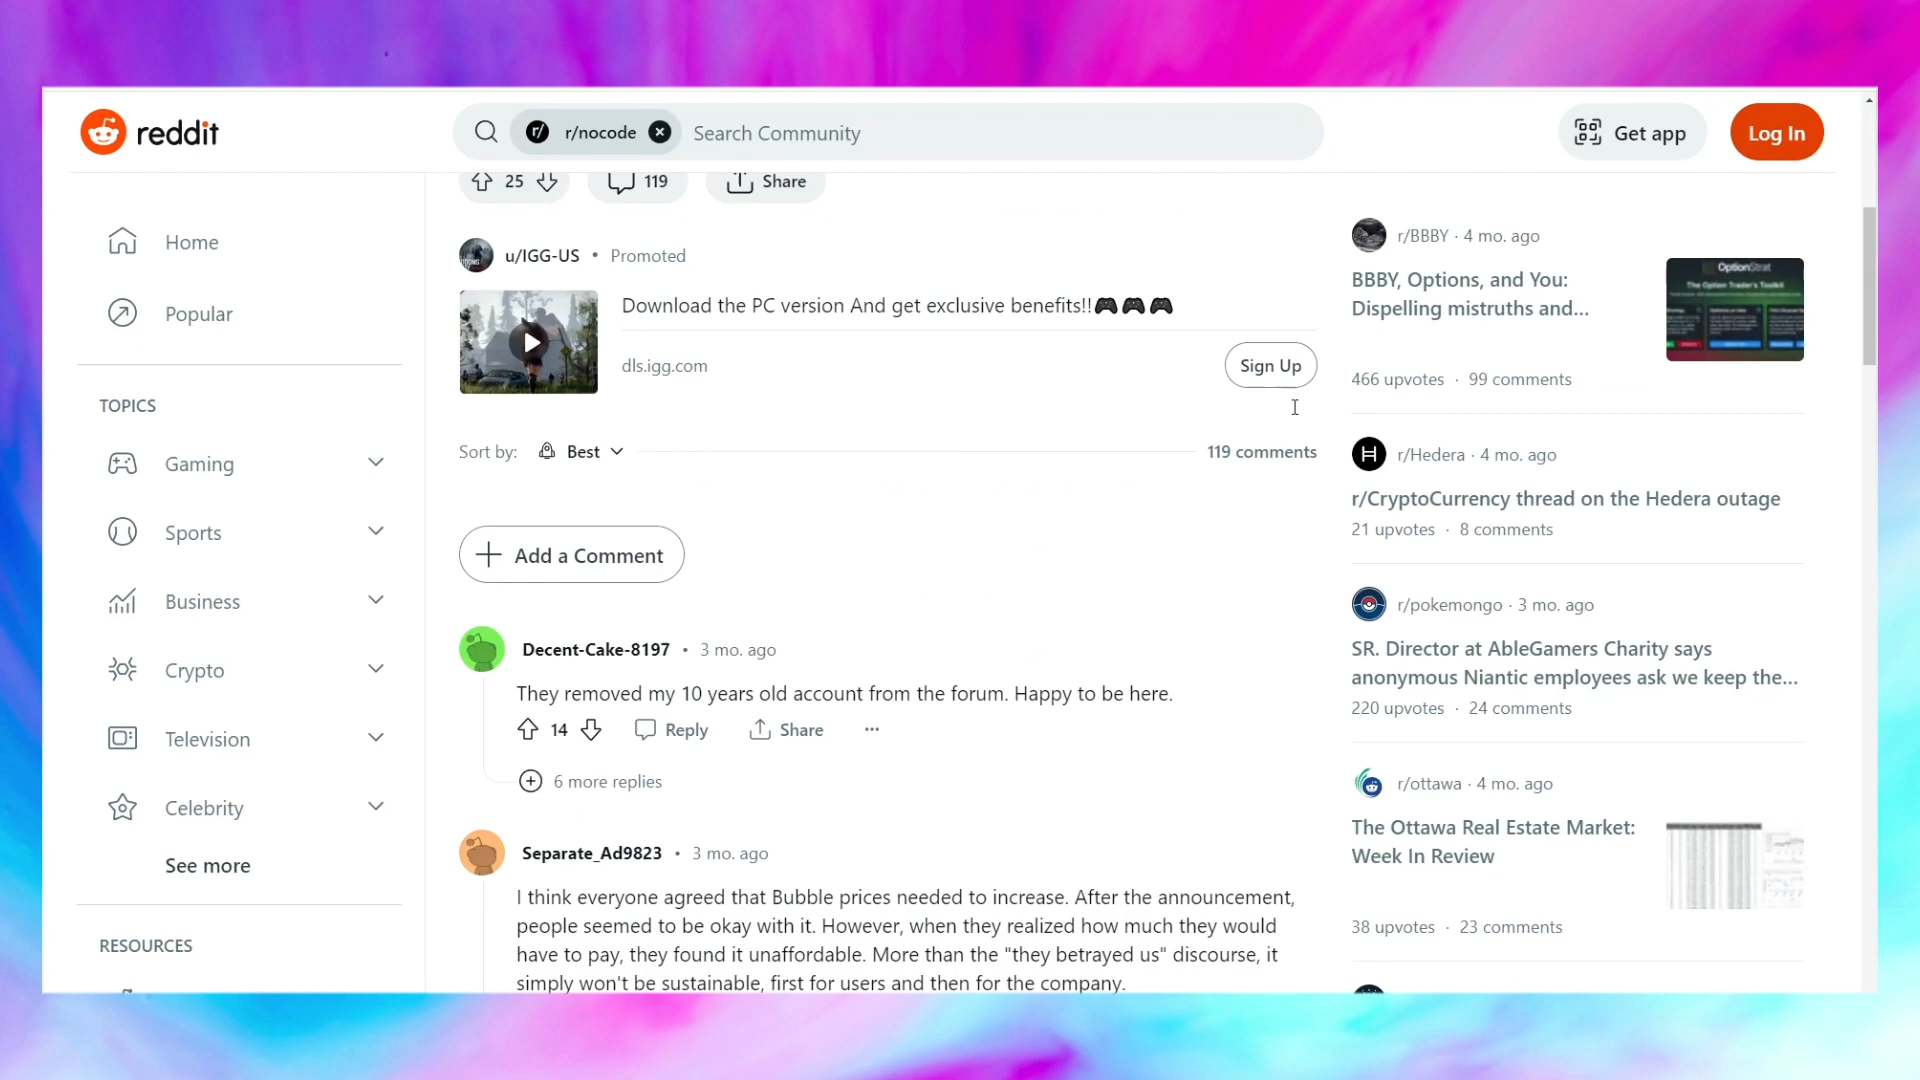 reddit
r/nocode
Search Community
Get app
Log In
25
119
Share
Home
Popular
TOPICS
Gaming
Sports
Business
Crypto
Television
Celebrity
See more
RESOURCES
u/IGG-US • Promoted
Download the PC version And get exclusive benefits!!🎮🎮🎮
dls.igg.com
Sign Up
Sort by: Best
119 comments
Add a Comment
Decent-Cake-8197 • 3 mo. ago
They removed my 10 years old account from the forum. Happy to be here.
14 Reply Share ...
6 more replies
Separate_Ad9823 • 3 mo. ago
I think everyone agreed that Bubble prices needed to increase. After the announcement,
people seemed to be okay with it. However, when they realized how much they would
have to pay, they found it unaffordable. More than the "they betrayed us" discourse, it
simply won't be sustainable, first for users and then for the company.
r/BBBY · 4 mo. ago
BBBY, Options, and You:
Dispelling mistruths and...
OptionStrat
The Option Trader's Toolkit
466 upvotes · 99 comments
r/Hedera · 4 mo. ago
r/CryptoCurrency thread on the Hedera outage
21 upvotes · 8 comments
r/pokemongo · 3 mo. ago
SR. Director at AbleGamers Charity says
anonymous Niantic employees ask we keep the...
220 upvotes · 24 comments
r/ottawa · 4 mo. ago
The Ottawa Real Estate Market:
Week In Review
38 upvotes · 23 comments